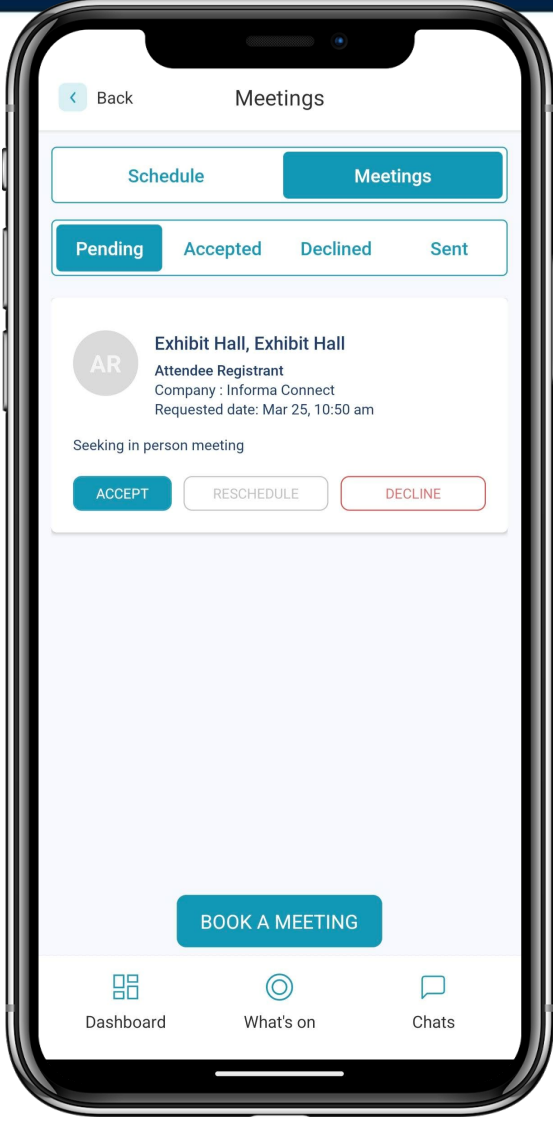 Back
Meetings
Schedule
Meetings
Pending
Accepted
Declined
Sent
AR
Exhibit Hall, Exhibit Hall
Attendee Registrant
Company : Informa Connect
Requested date: Mar 25, 10:50 am
Seeking in person meeting
ACCEPT
RESCHEDULE
DECLINE
BOOK A MEETING
Dashboard
What's on
Chats